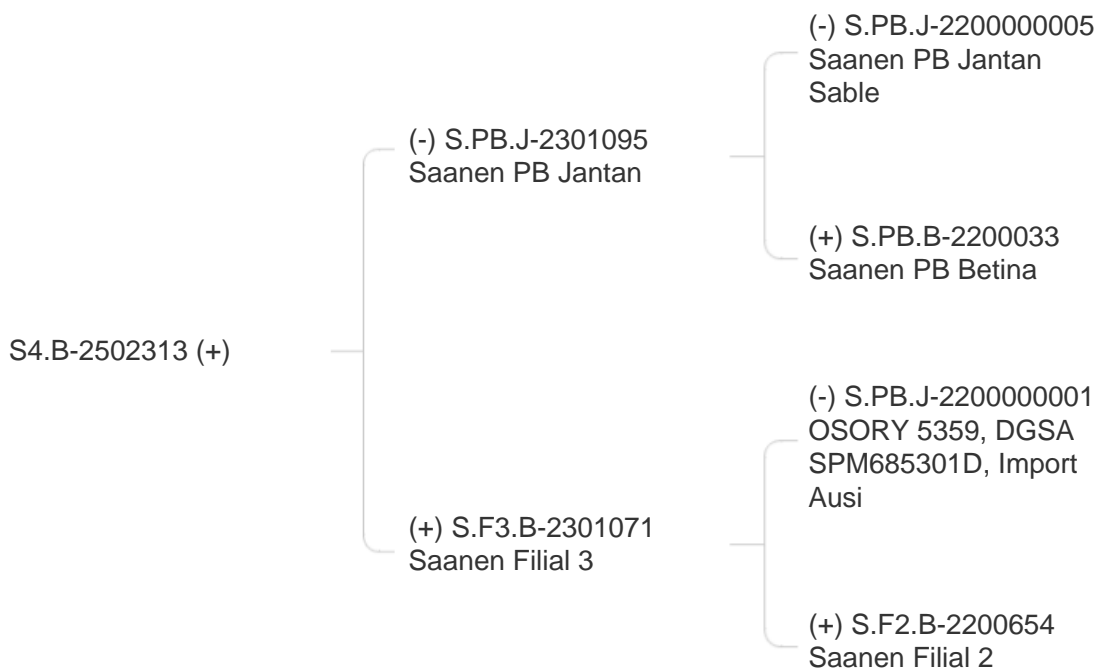 (-) S.PB.J-2200000005
Saanen PB Jantan
Sable
(-) S.PB.J-2301095
Saanen PB Jantan
(+) S.PB.B-2200033
Saanen PB Betina
S4.B-2502313 (+)
(-) S.PB.J-2200000001
OSORY 5359, DGSA
SPM685301D, Import
Ausi
(+) S.F3.B-2301071
Saanen Filial 3
(+) S.F2.B-2200654
Saanen Filial 2